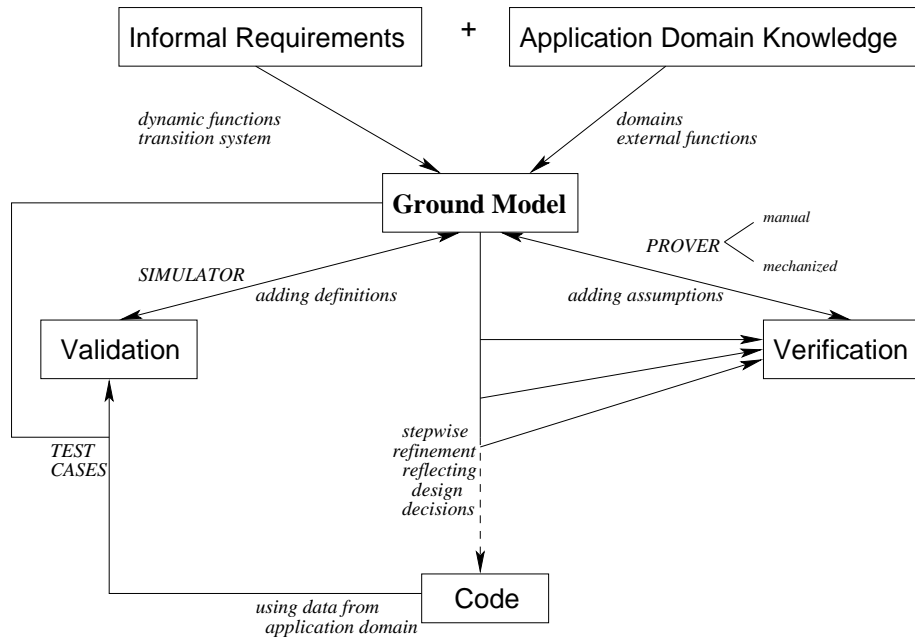 Informal Requirements
+
Application Domain Knowledge
dynamic functions
transition system
domains
external functions
Ground Model
manual
PROVER
mechanized
SIMULATOR
adding definitions
adding assumptions
Validation
Verification
stepwise
refinement
reflecting
design
decisions
TEST
CASES
Code
using data from
application domain